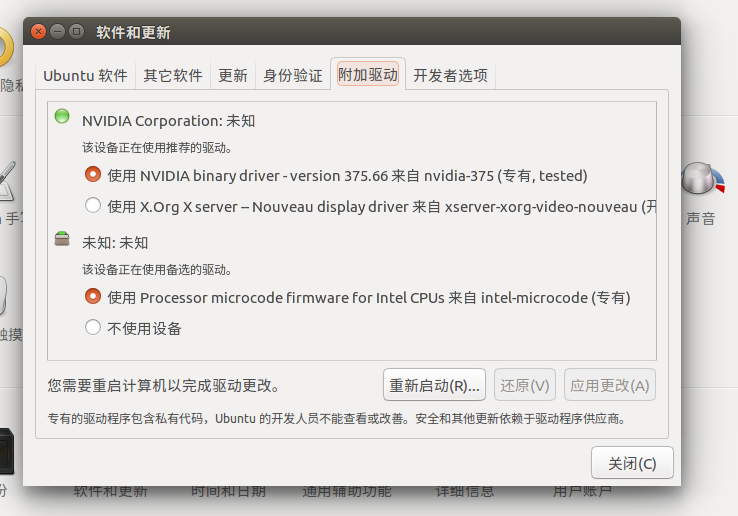 软件和更新
Ubuntu 软件 其它软件 更新 身份验证 附加驱动 开发者选项
NVIDIA Corporation: 未知
该设备正在使用推荐的驱动。
使用 NVIDIA binary driver - version 375.66 来自 nvidia-375 (专有, tested)
使用 X.Org X server -- Nouveau display driver 来自 xserver-xorg-video-nouveau (开
未知: 未知
该设备正在使用备选的驱动。
使用 Processor microcode firmware for Intel CPUs 来自 intel-microcode (专有)
不使用设备
您需要重启计算机以完成驱动更改。 重新启动(R)... 还原(V) 应用更改(A)
专有的驱动程序包含私有代码，Ubuntu 的开发人员不能查看或改善。安全和其他更新依赖于驱动程序供应商。
关闭(C)
隐私
手写
声音
触摸
份
软件和更新 时间和日期 通用辅助功能 详细信息 用户账户